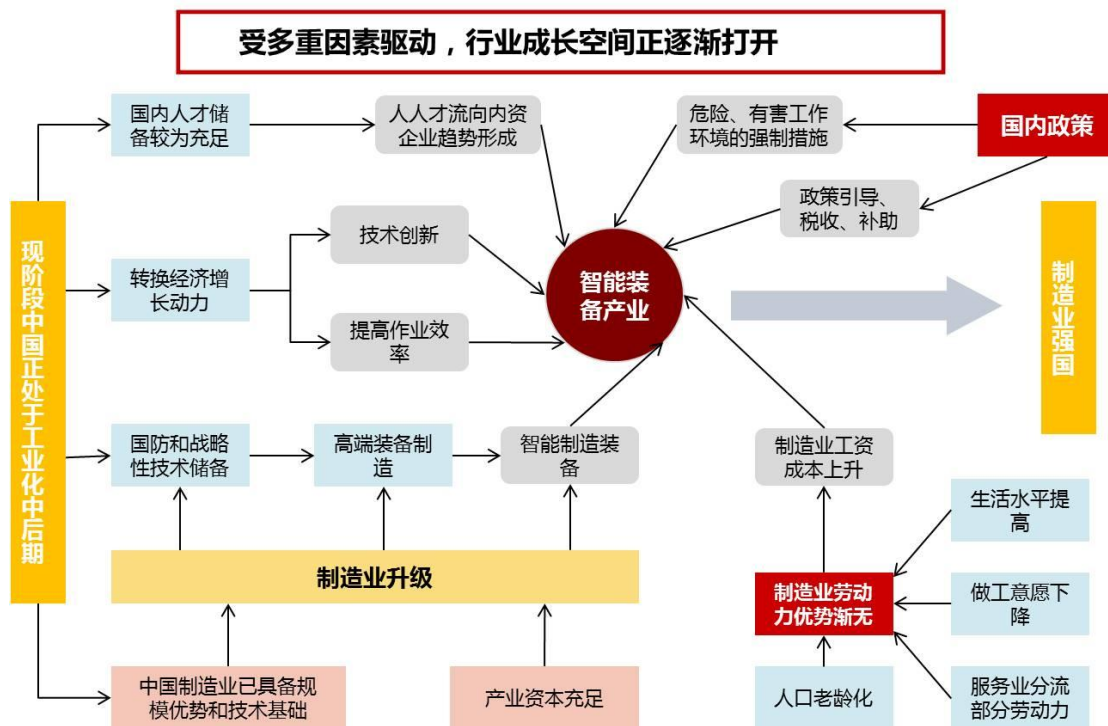 受多重因素驱动，行业成长空间正逐渐打开
国内人才储
备较为充足
人人才流向内资
企业趋势形成
危险、有害工作
环境的强制措施
国内政策
政策引导、
税收、补助
现阶段中国正处于工业化中后期
转换经济增
长动力
技术创新
提高作业效
率
智能装
备产业
制造业强国
国防和战略
性技术储备
高端装备制
造
智能制造装
备
制造业工资
成本上升
制造业升级
生活水平提
高
制造业劳动
力优势渐无
做工意愿下
降
中国制造业已具备规
模优势和技术基础
产业资本充足
人口老龄化
服务业分流
部分劳动力